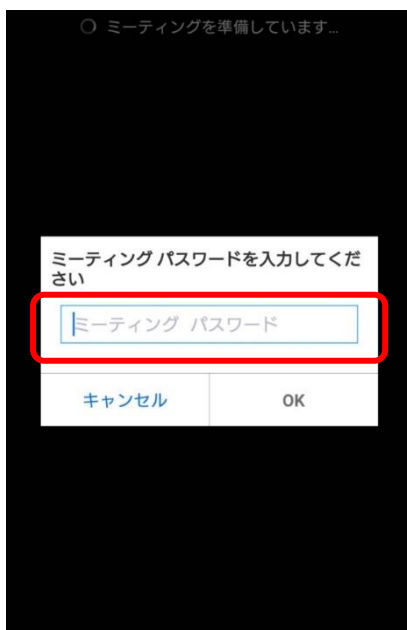 ミーティングを準備しています...
ミーティング パスワードを入力してくだ
さい
ミーティング パスワード
キャンセル OK